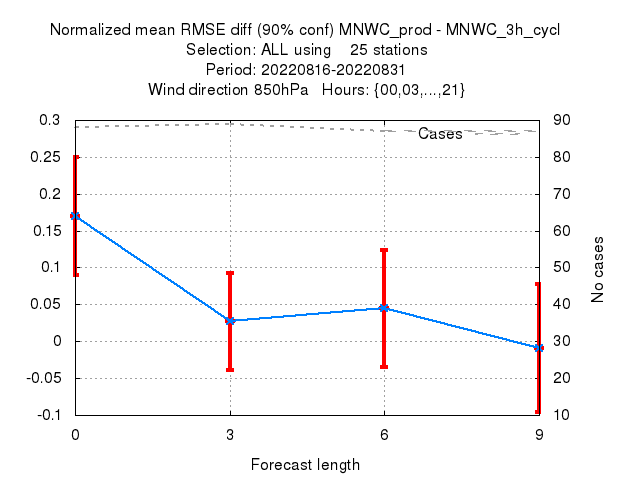 Normalized mean RMSE diff (90% conf) MNWC_prod - MNWC_3h_cycl
Selection: ALL using 25 stations
Period: 20220816-20220831
Wind direction 850hPa Hours: {00,03,...,21}
0.3 90
Cases
0.25 80
0.2 70
0.15 60
0.1 50
0.05 40
0 30
-0.05 20
-0.1 10
No cases
0 3 6 9
Forecast length